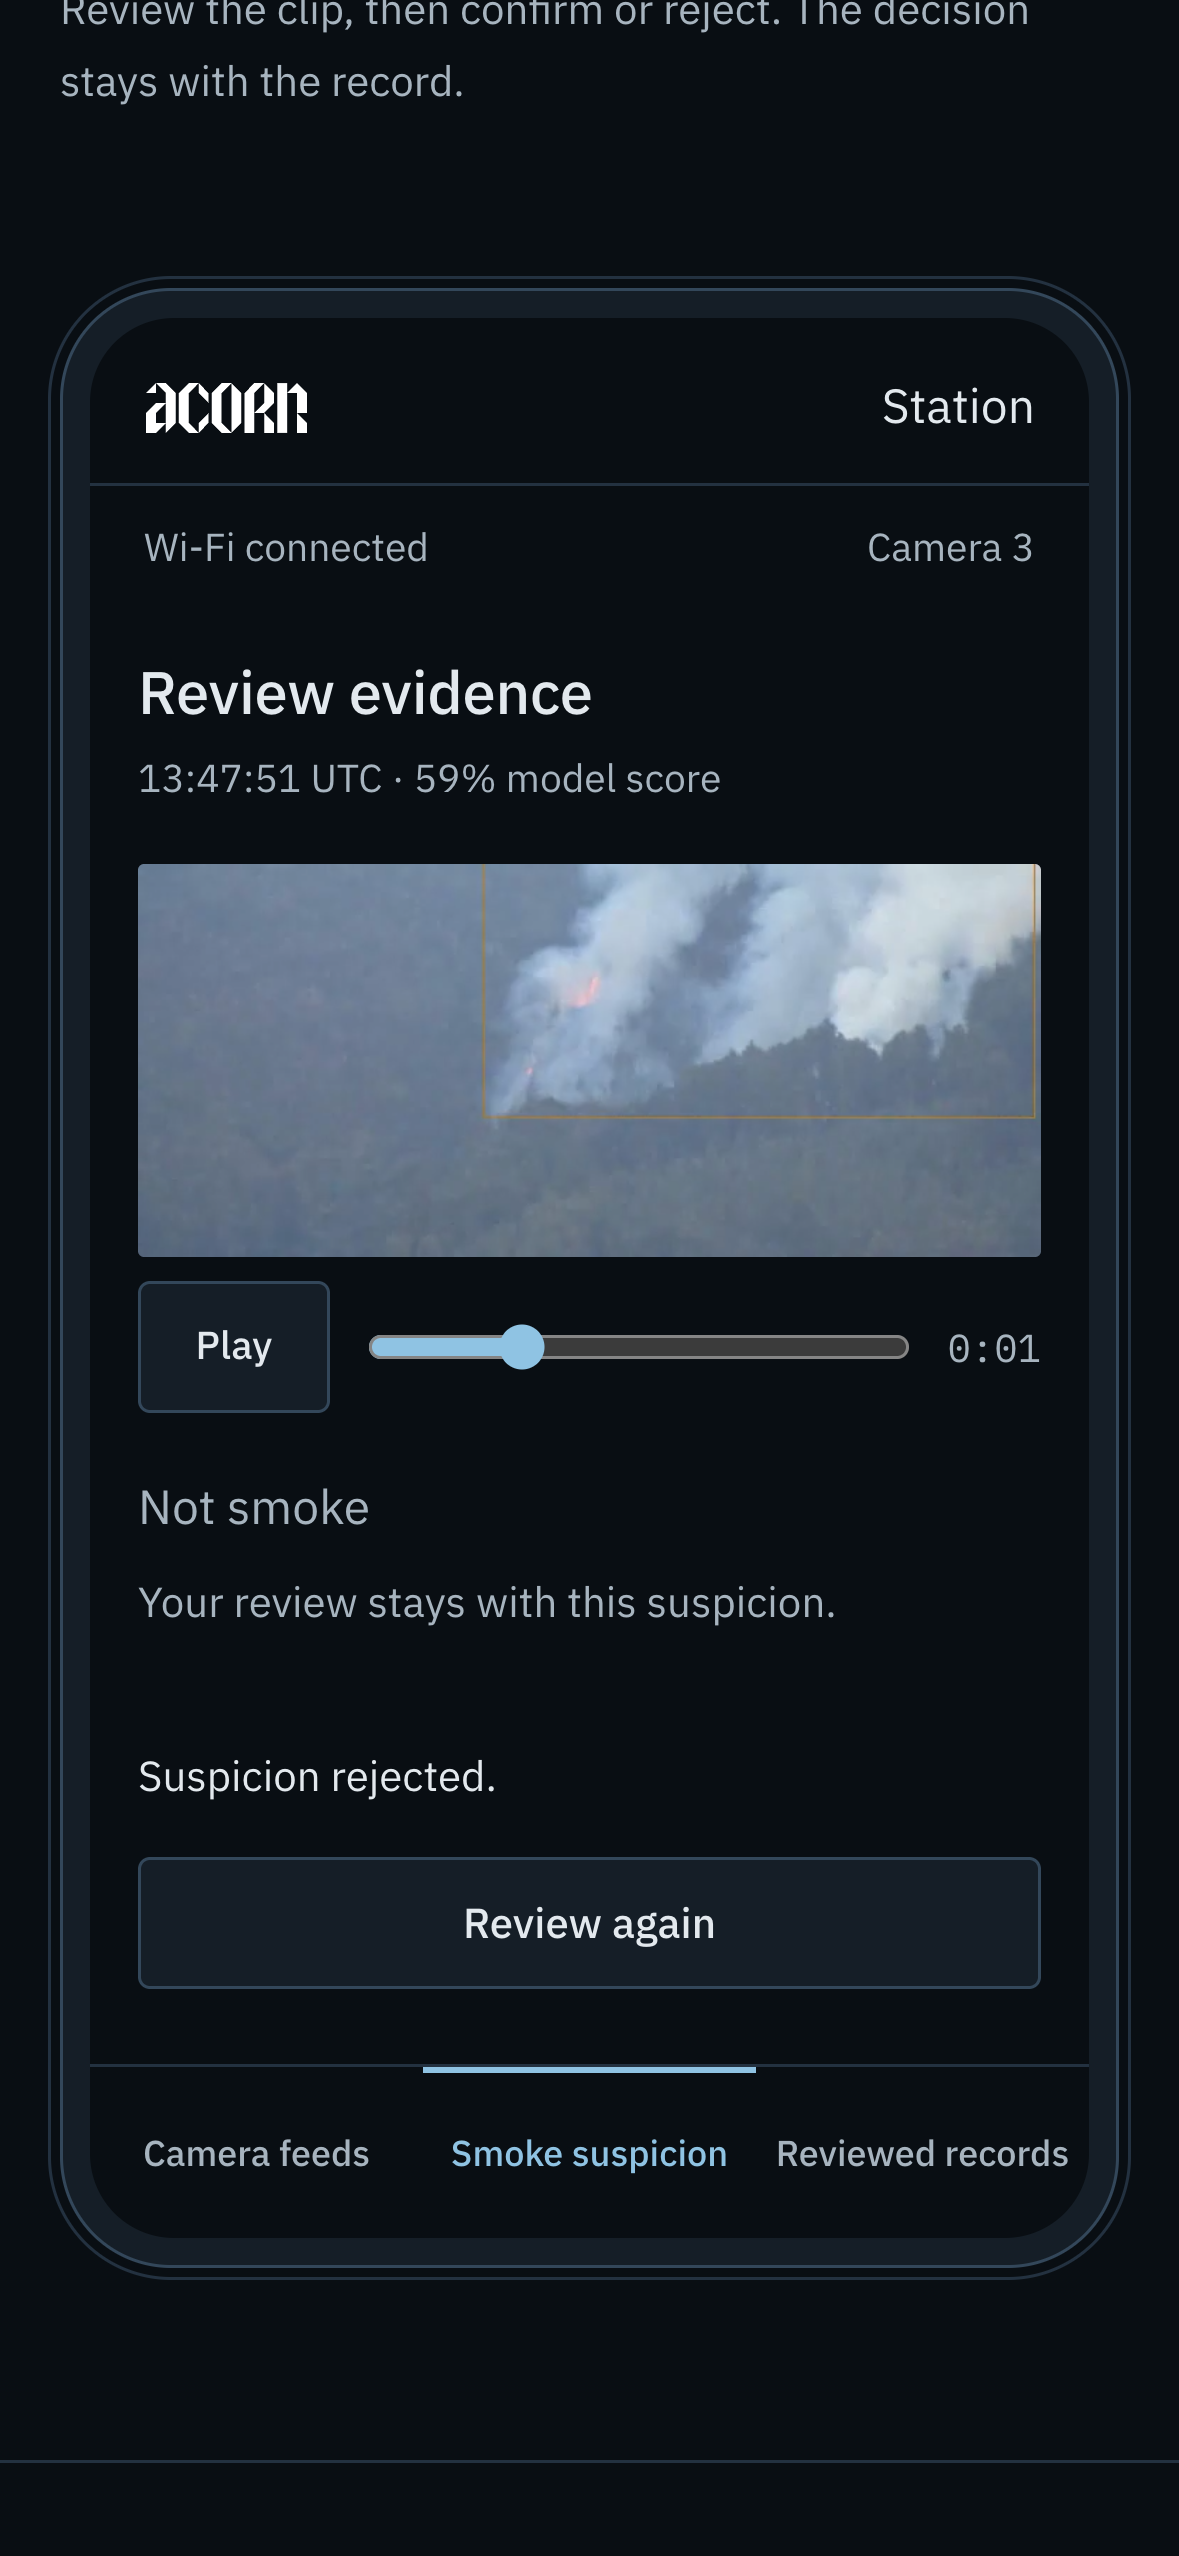 Review the clip, then confirm or reject. The decision
stays with the record.
acorn
Station
Wi-Fi connected
Camera 3
Review evidence
13:47:51 UTC · 59% model score
Play
0:01
Not smoke
Your review stays with this suspicion.
Suspicion rejected.
Review again
Camera feeds
Smoke suspicion
Reviewed records